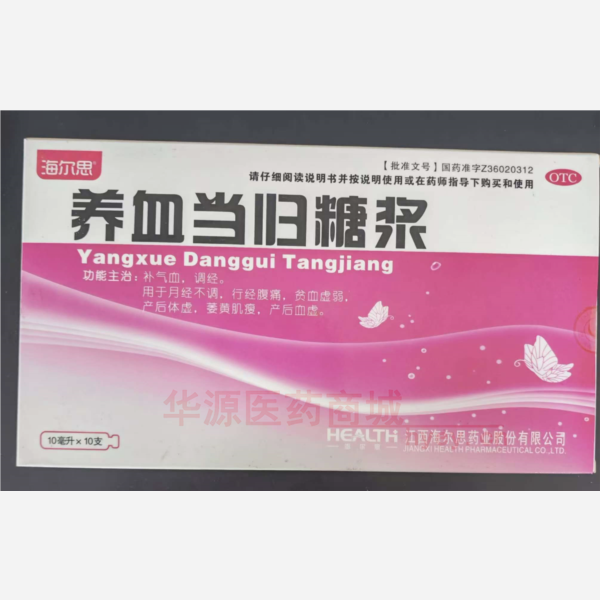 海尔思
【批准文号】国药准字Z36020312
请仔细阅读说明书并按说明使用或在药师指导下购买和使用
OTC
养血当归糖浆
Yangxue Danggui Tangjiang
功能主治：补气血，调经。
用于月经不调，行经腹痛，贫血虚弱，
产后体虚，萎黄肌瘦，产后血虚。
华源医药商城
10毫升×10支
HEALTH
江西海尔思药业股份有限公司
JIANGXI HEALTH PHARMACEUTICAL CO.,LTD.